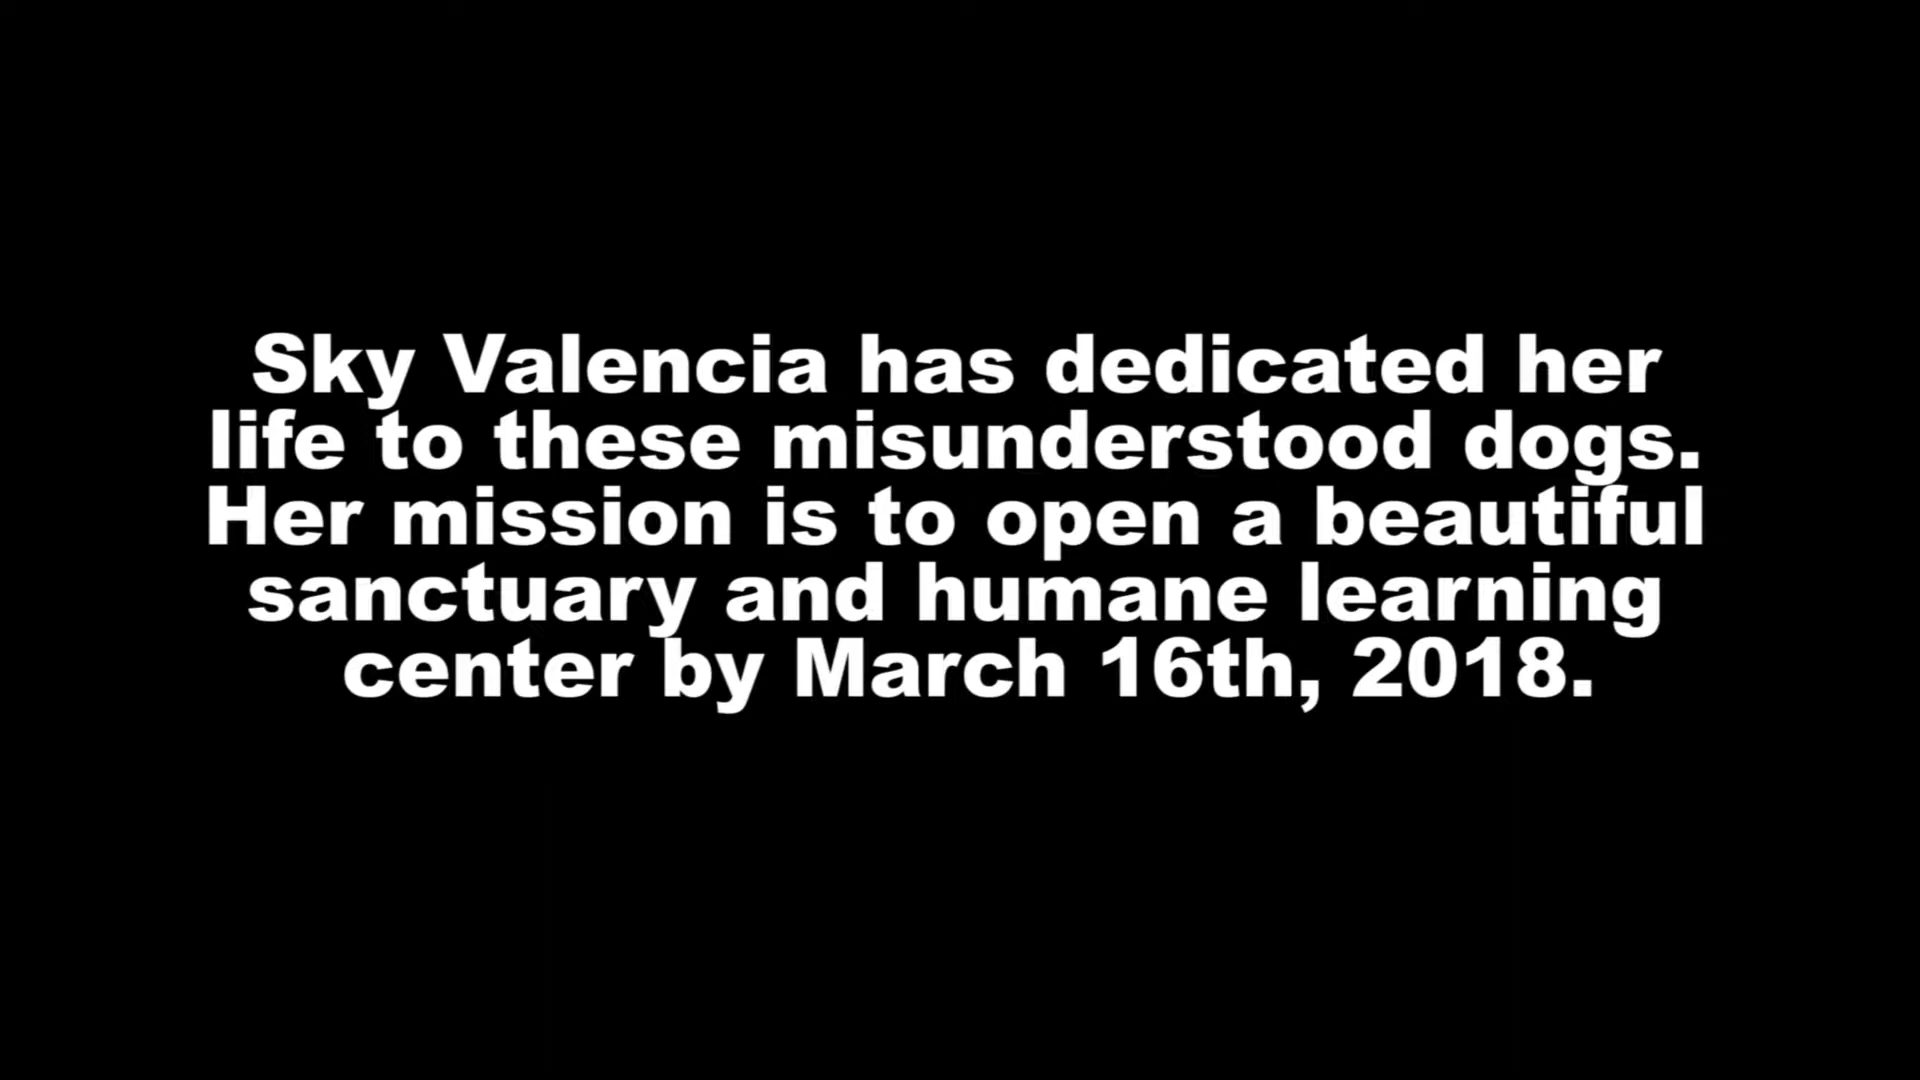 Sky Valencia has dedicated her
life to these misunderstood dogs.
Her mission is to open a beautiful
sanctuary and humane learning
center by March 16th, 2018.